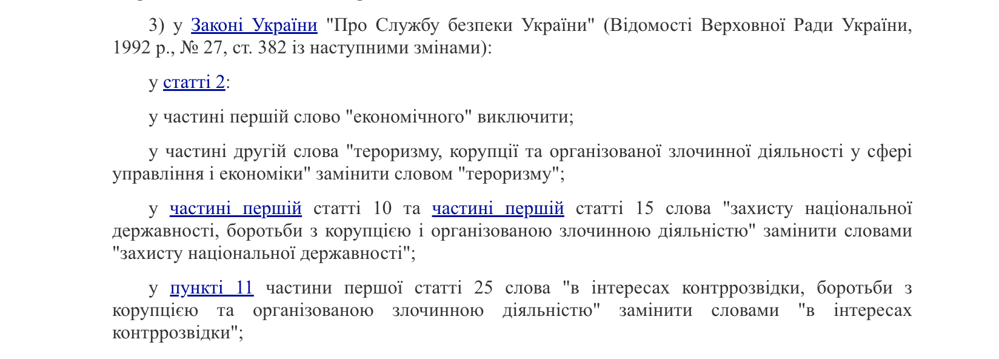 3) у Законі України "Про Службу безпеки України" (Відомості Верховної Ради України,
1992 р., № 27, ст. 382 із наступними змінами):
у статті 2:
у частині першій слово "економічного" виключити;
у частині другій слова "тероризму, корупції та організованої злочинної діяльності у сфері
управління і економіки" замінити словом "тероризму";
у частині першій статті 10 та частині першій статті 15 слова "захисту національної
державності, боротьби з корупцією і організованою злочинною діяльністю" замінити словами
"захисту національної державності";
у пункті 11 частини першої статті 25 слова "в інтересах контррозвідки, боротьби з
корупцією та організованою злочинною діяльністю" замінити словами "в інтересах
контррозвідки";